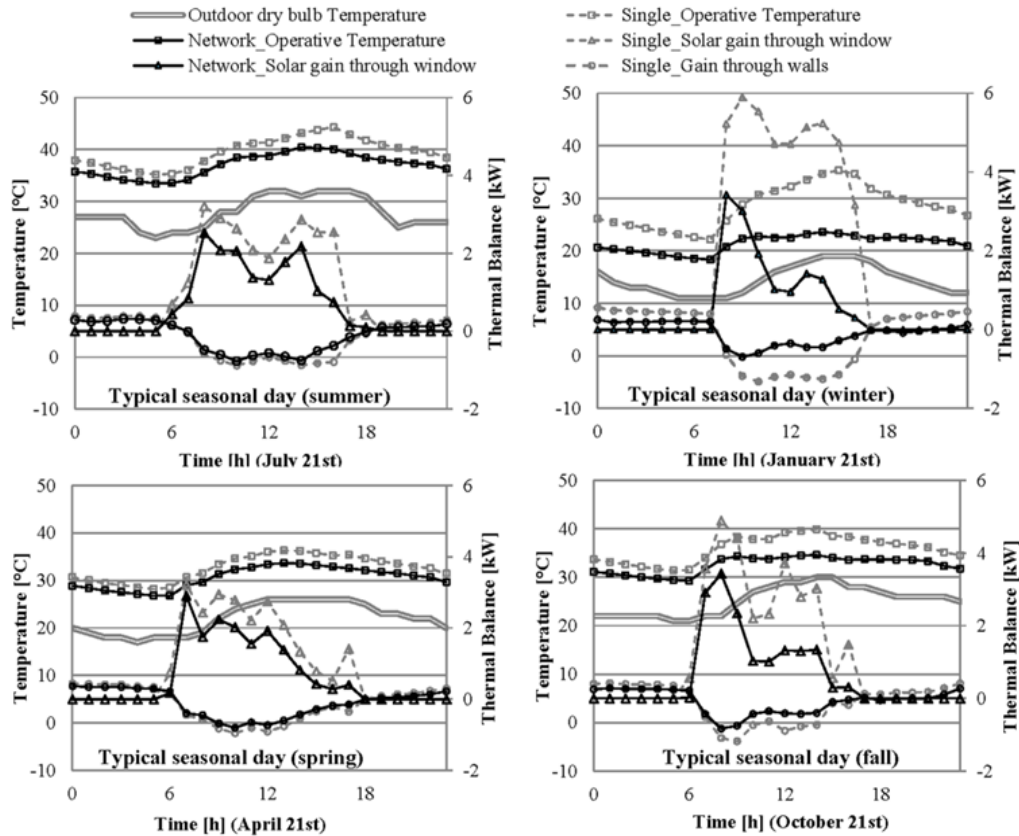 Outdoor dry bulb Temperature
Network_Operative Temperature
Network_Solar gain through window
Single_Operative Temperature
Single_Solar gain through window
Single_Gain through walls
50
40
30
20
10
0
-10
Temperature [°C]
6
4
2
0
-2
Thermal Balance [kW]
Typical seasonal day (summer)
0 6 12 18
Time [h] (July 21st)
50
40
30
20
10
0
-10
Temperature [°C]
6
4
2
0
-2
Thermal Balance [kW]
Typical seasonal day (winter)
0 6 12 18
Time [h] (January 21st)
50
40
30
20
10
0
-10
Temperature [°C]
6
4
2
0
-2
Thermal Balance [kW]
Typical seasonal day (spring)
0 6 12 18
Time [h] (April 21st)
50
40
30
20
10
0
-10
Temperature [°C]
6
4
2
0
-2
Thermal Balance [kW]
Typical seasonal day (fall)
0 6 12 18
Time [h] (October 21st)